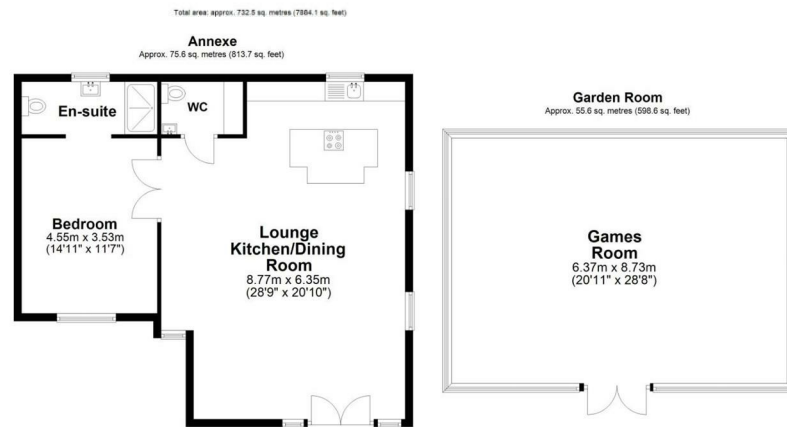 Total area: approx. 732.5 sq. metres (7884.1 sq. feet)
Annexe
Approx. 75.6 sq. metres (813.7 sq. feet)
En-suite
WC
Bedroom
4.55m x 3.53m
(14'11" x 11'7")
Lounge
Kitchen/Dining
Room
8.77m x 6.35m
(28'9" x 20'10")
Garden Room
Approx. 55.6 sq. metres (598.6 sq. feet)
Games
Room
6.37m x 8.73m
(20'11" x 28'8")